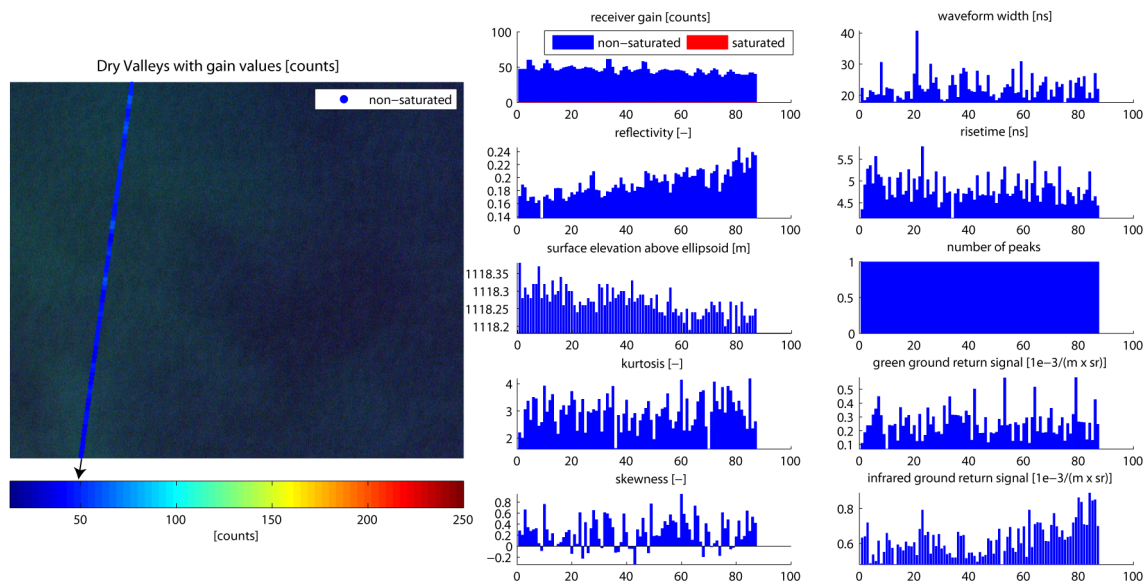 Dry Valleys with gain values [counts]
non−saturated
50 100 150 200 250
[counts]
receiver gain [counts]
non−saturated saturated
100
50
0
0 20 40 60 80 100
reflectivity [−]
0.24
0.22
0.2
0.18
0.16
0.14
0 20 40 60 80 100
surface elevation above ellipsoid [m]
1118.35
1118.3
1118.25
1118.2
0 20 40 60 80 100
kurtosis [−]
4
3
2
0 20 40 60 80 100
skewness [−]
0.8
0.6
0.4
0.2
0
−0.2
0 20 40 60 80 100
waveform width [ns]
40
30
20
0 20 40 60 80 100
risetime [ns]
5.5
5
4.5
0 20 40 60 80 100
number of peaks
1
0.5
0
0 20 40 60 80 100
green ground return signal [1e−3/(m x sr)]
0.5
0.4
0.3
0.2
0.1
0 20 40 60 80 100
infrared ground return signal [1e−3/(m x sr)]
0.8
0.6
0 20 40 60 80 100